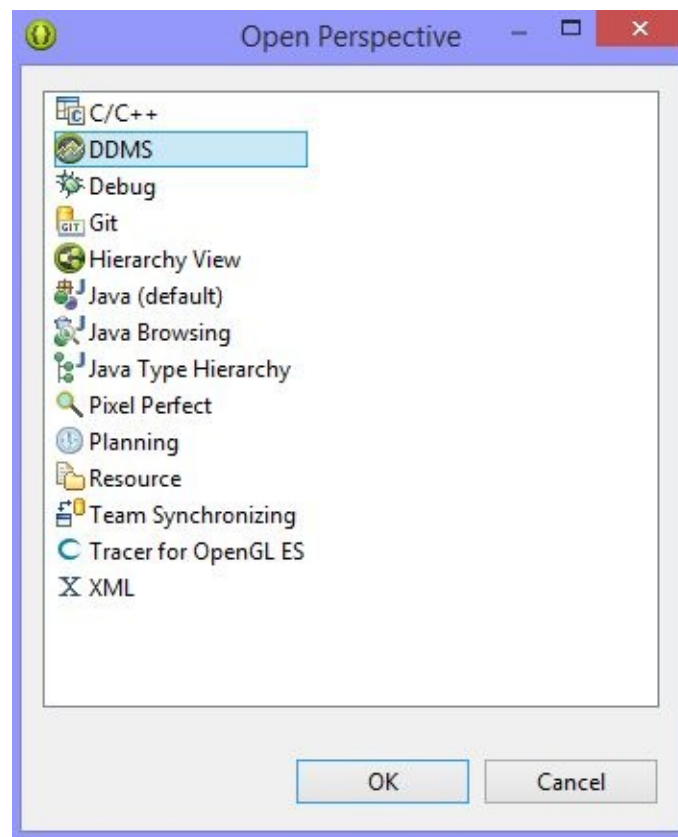 Open Perspective
C/C++
DDMS
Debug
GIT Git
Hierarchy View
Java (default)
Java Browsing
Java Type Hierarchy
Pixel Perfect
Planning
Resource
Team Synchronizing
Tracer for OpenGL ES
X XML
OK Cancel